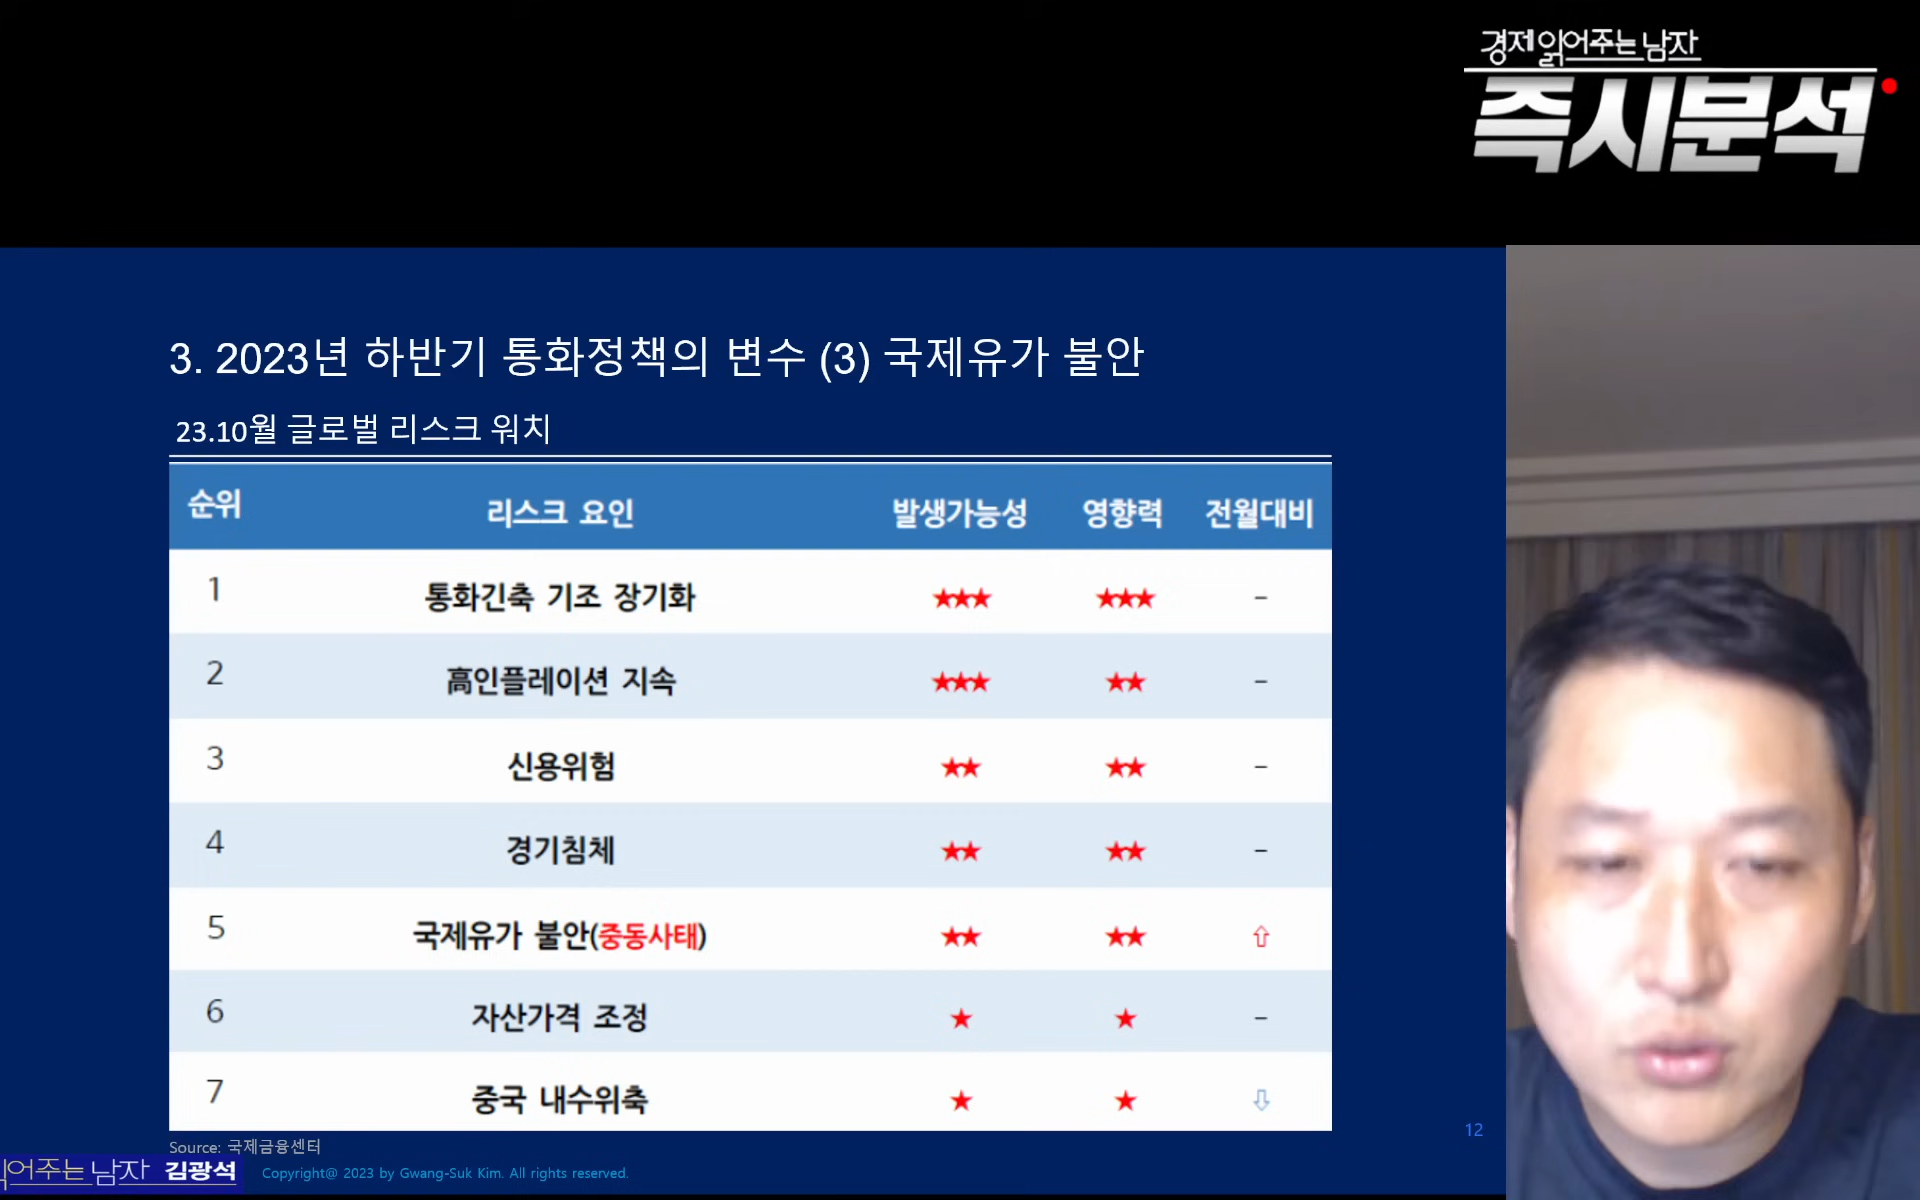 경제읽어주는남자
즉시분석
3. 2023년 하반기 통화정책의 변수 (3) 국제유가 불안
23.10월 글로벌 리스크 워치
순위 리스크 요인 발생가능성 영향력 전월대비
1 통화긴축 기조 장기화 ★★★ ★★★ -
2 高인플레이션 지속 ★★★ ★★ -
3 신용위험 ★★ ★★ -
4 경기침체 ★★ ★★ -
5 국제유가 불안(중동사태) ★★ ★★ ⇧
6 자산가격 조정 ★ ★ -
7 중국 내수위축 ★ ★ ⇩
Source: 국제금융센터
12
어주는남자 김광석 Copyright@ 2023 by Gwang-Suk Kim. All rights reserved.